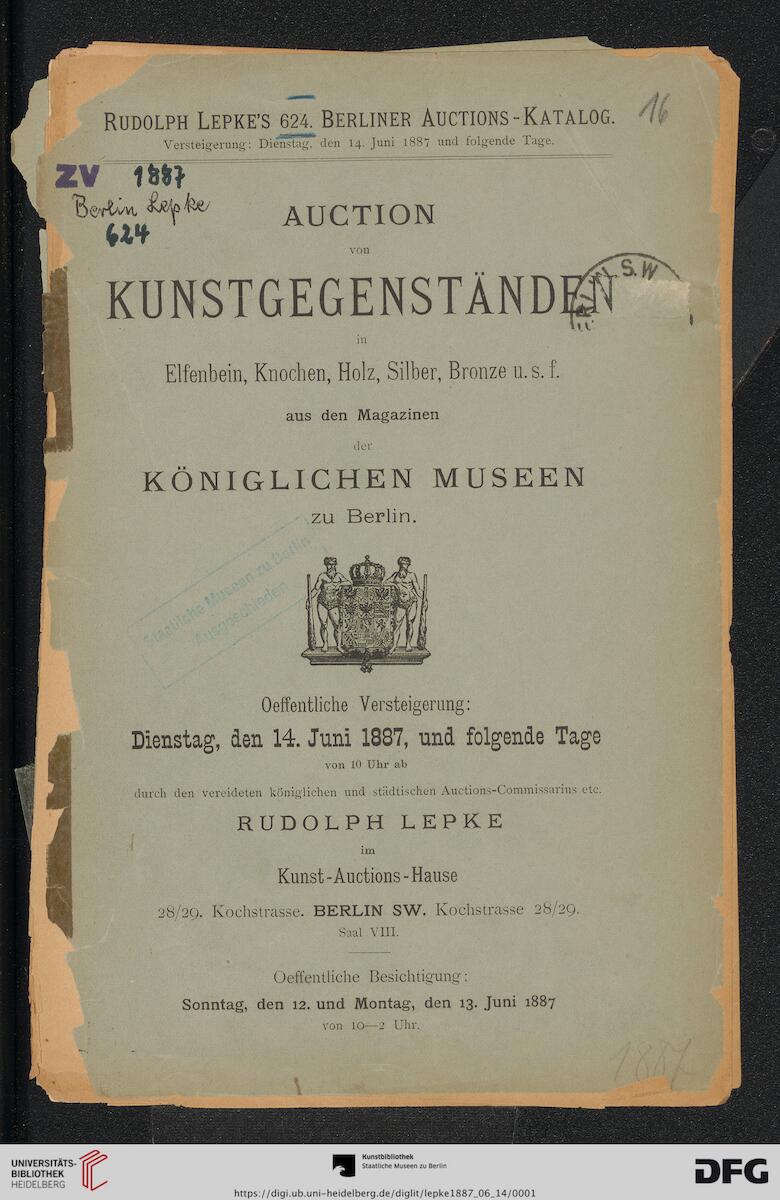 RUDOLPH LEPKE'S 624. BERLINER AUCTIONS-KATALOG.
16
Versteigerung: Dienstag, den 14. Juni 1887 und folgende Tage.
ZV 1887
Berlin Lepke
624
AUCTION
von
KUNSTGEGENSTÄNDEN
S.W
in
Elfenbein, Knochen, Holz, Silber, Bronze u. s. f.
aus den Magazinen
der
KÖNIGLICHEN MUSEEN
zu Berlin.
Staatliche Museen zu Berlin
Ausgeschieden
Oeffentliche Versteigerung:
Dienstag, den 14. Juni 1887, und folgende Tage
von 10 Uhr ab
durch den vereideten königlichen und städtischen Auctions-Commissarius etc.
RUDOLPH LEPKE
im
Kunst-Auctions-Hause
28/29. Kochstrasse. BERLIN SW. Kochstrasse 28/29.
Saal VIII.
Oeffentliche Besichtigung:
Sonntag, den 12. und Montag, den 13. Juni 1887
von 10—2 Uhr.
1887
UNIVERSITÄTS-
BIBLIOTHEK
HEIDELBERG
Kunstbibliothek
Staatliche Museen zu Berlin
DFG
https://digi.ub.uni-heidelberg.de/diglit/lepke1887_06_14/0001